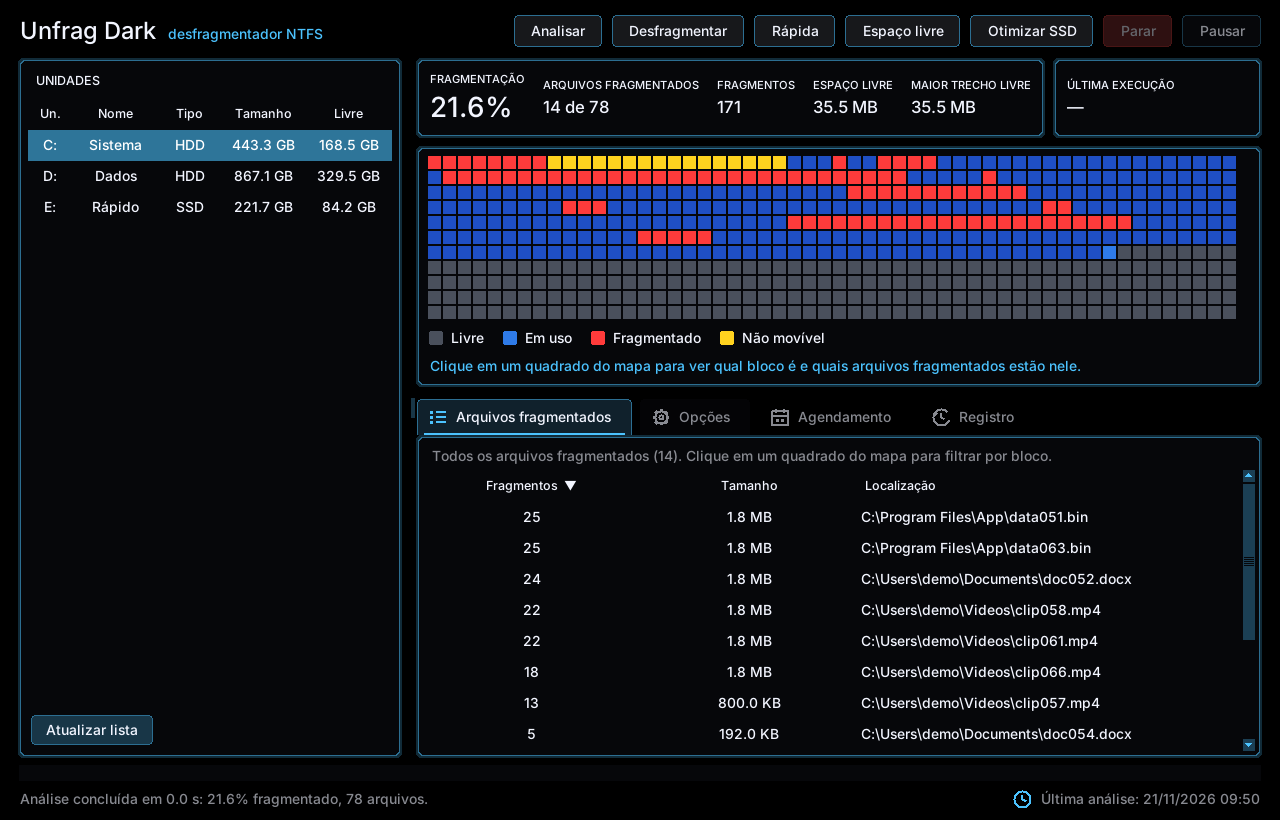 Unfrag Dark desfragmentador NTFS
Analisar Desfragmentar Rápida Espaço livre Otimizar SSD Parar Pausar
UNIDADES
Un. Nome Tipo Tamanho Livre
C: Sistema HDD 443.3 GB 168.5 GB
D: Dados HDD 867.1 GB 329.5 GB
E: Rápido SSD 221.7 GB 84.2 GB
Atualizar lista
FRAGMENTAÇÃO ARQUIVOS FRAGMENTADOS FRAGMENTOS ESPAÇO LIVRE MAIOR TRECHO LIVRE
21.6% 14 de 78 171 35.5 MB 35.5 MB
ÚLTIMA EXECUÇÃO
—
Livre Em uso Fragmentado Não movível
Clique em um quadrado do mapa para ver qual bloco é e quais arquivos fragmentados estão nele.
Arquivos fragmentados Opções Agendamento Registro
Todos os arquivos fragmentados (14). Clique em um quadrado do mapa para filtrar por bloco.
Fragmentos ▼ Tamanho Localização
25 1.8 MB C:\Program Files\App\data051.bin
25 1.8 MB C:\Program Files\App\data063.bin
24 1.8 MB C:\Users\demo\Documents\doc052.docx
22 1.8 MB C:\Users\demo\Videos\clip058.mp4
22 1.8 MB C:\Users\demo\Videos\clip061.mp4
18 1.8 MB C:\Users\demo\Videos\clip066.mp4
13 800.0 KB C:\Users\demo\Videos\clip057.mp4
5 192.0 KB C:\Users\demo\Documents\doc054.docx
Análise concluída em 0.0 s: 21.6% fragmentado, 78 arquivos.
Última análise: 21/11/2026 09:50